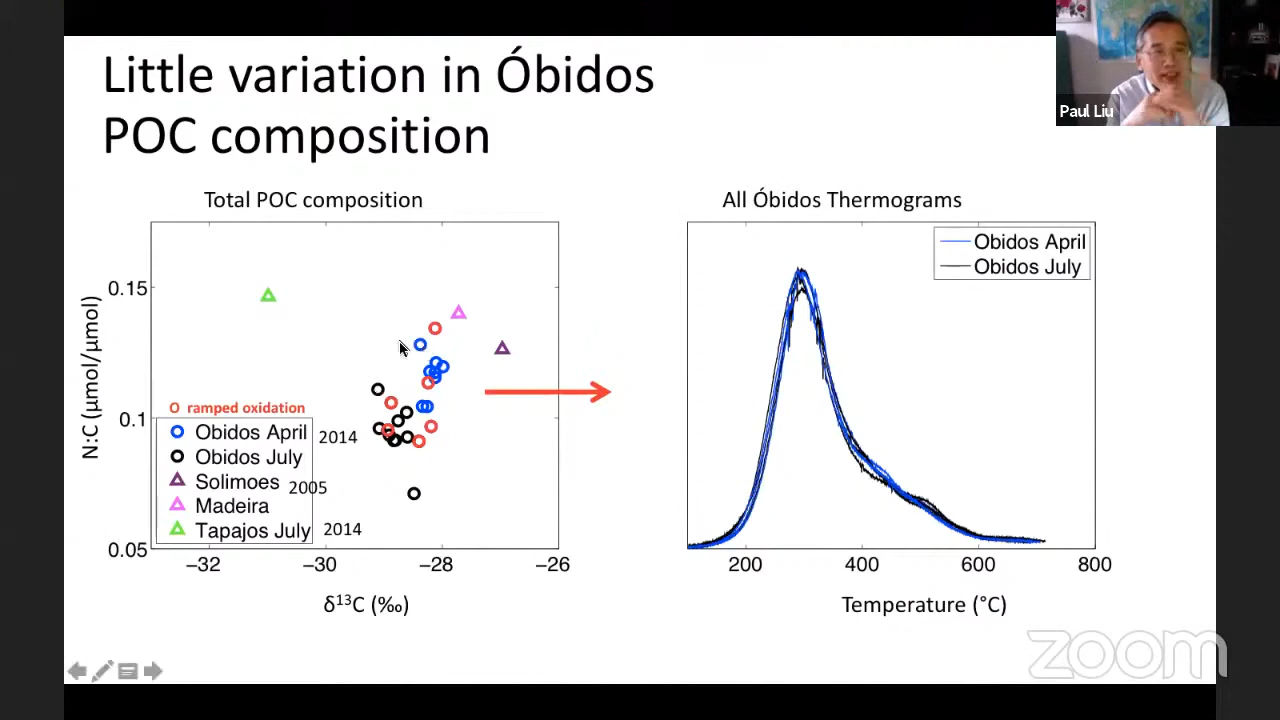 Little variation in Óbidos
POC composition
Paul Liu
Total POC composition
0.15
0.1
0.05
N:C (μmol/μmol)
O ramped oxidation
Obidos April 2014
Obidos July
Solimoes 2005
Madeira
Tapajos July 2014
−32
−30
−28
−26
δ¹³C (‰)
All Óbidos Thermograms
Obidos April
Obidos July
200
400
600
800
Temperature (°C)
zoom